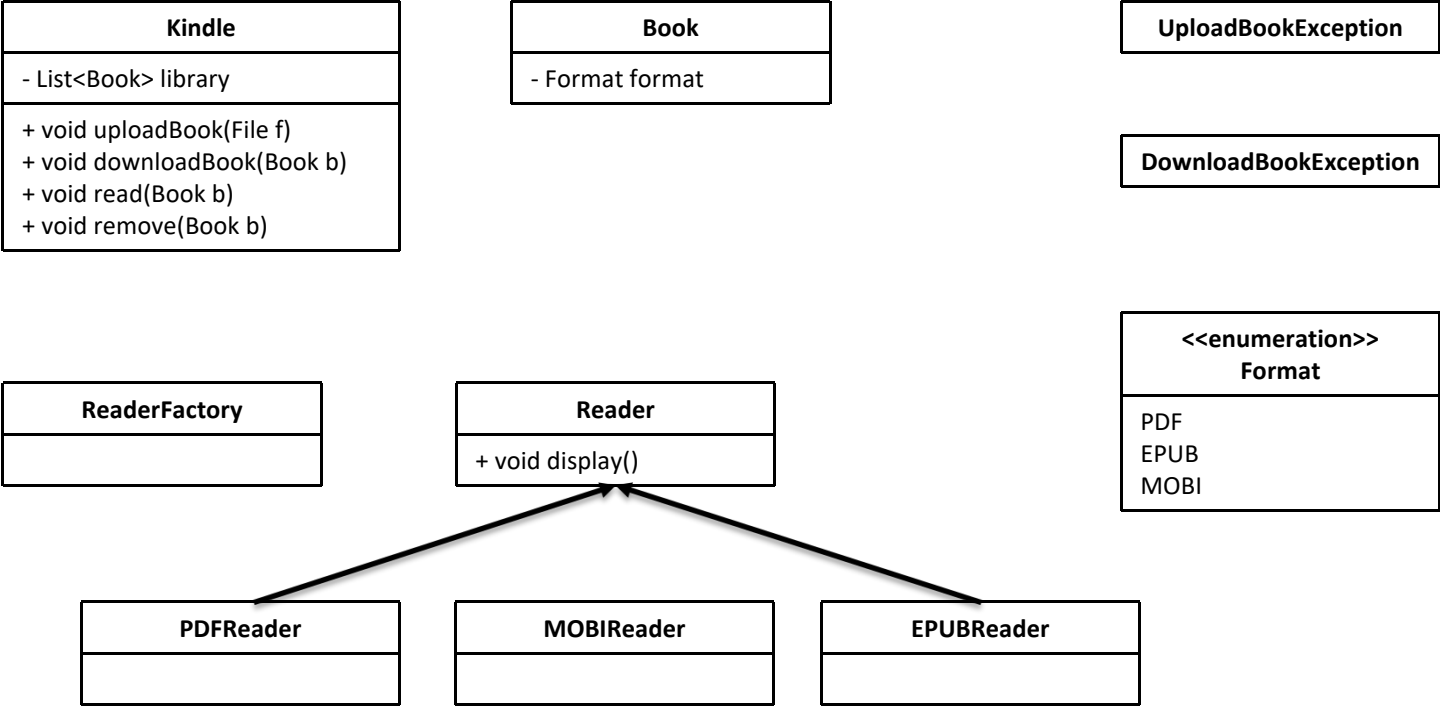 Kindle
- List<Book> library
+ void uploadBook(File f)
+ void downloadBook(Book b)
+ void read(Book b)
+ void remove(Book b)
Book
- Format format
UploadBookException
DownloadBookException
<<enumeration>>
Format
PDF
EPUB
MOBI
ReaderFactory
Reader
+ void display()
PDFReader
MOBIReader
EPUBReader